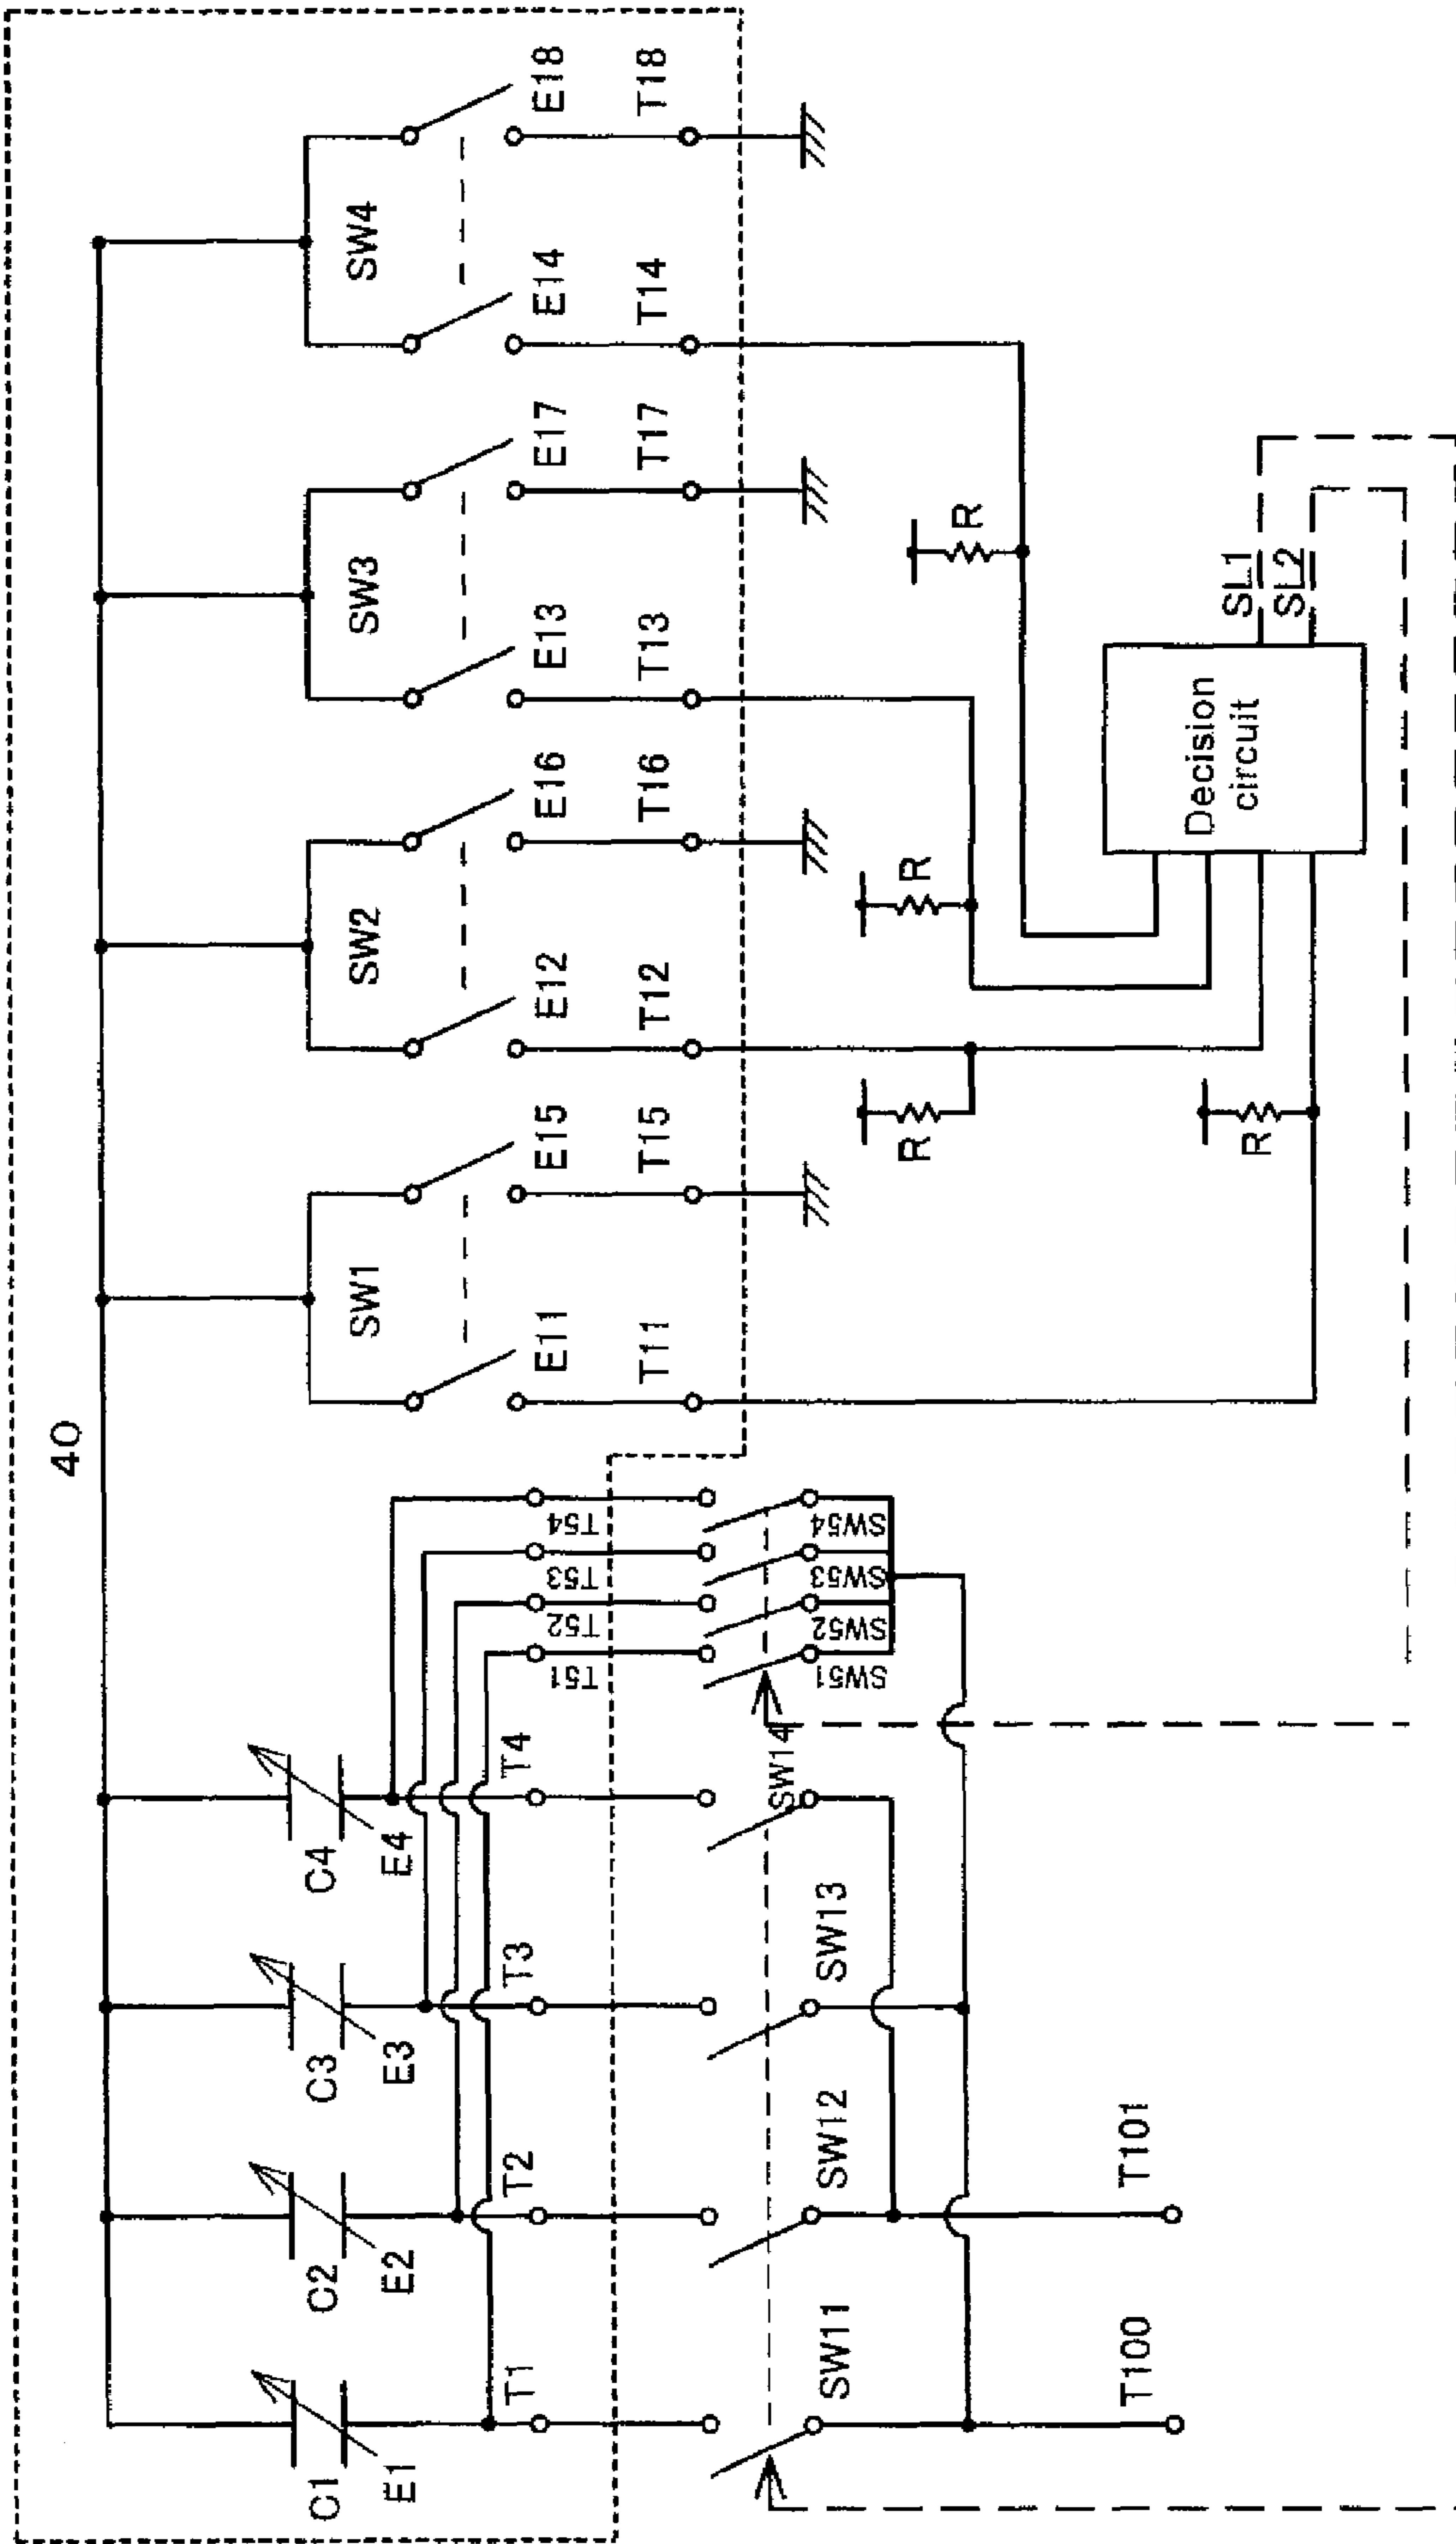 40
C1
E1
T1
C2
E2
T2
C3
E3
T3
C4
E4
T4
T51
T52
T53
T54
SW51
SW52
SW53
SW54
SW11
SW12
SW13
SW14
T100
T101
SW1
E11
T11
E15
T15
SW2
E12
T12
E16
T16
SW3
E13
T13
E17
T17
SW4
E14
T14
E18
T18
R
R
R
R
Decision
circuit
SL1
SL2